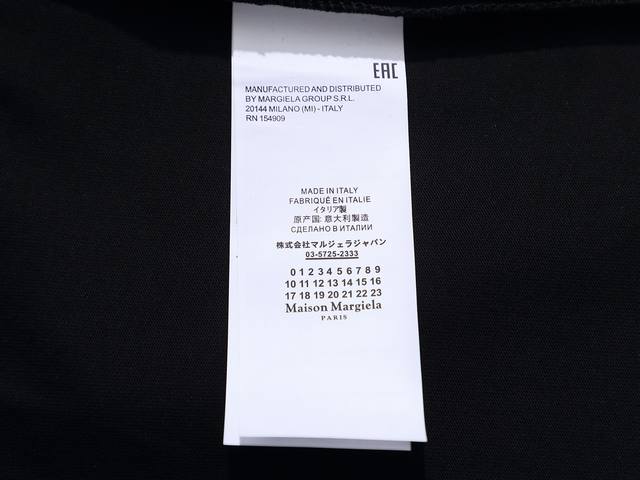 EAC
MANUFACTURED AND DISTRIBUTED
BY MARGIELA GROUP S.R.L.
20144 MILANO (MI) - ITALY
RN 154909
MADE IN ITALY
FABRIQUÉ EN ITALIE
イタリア製
原产国: 意大利製造
СДЕЛАНО В ИТАЛИИ
株式会社マルジェラジャパン
03-5725-2333
0 1 2 3 4 5 6 7 8 9
10 11 12 13 14 15 16
17 18 19 20 21 22 23
Maison Margiela
PARIS